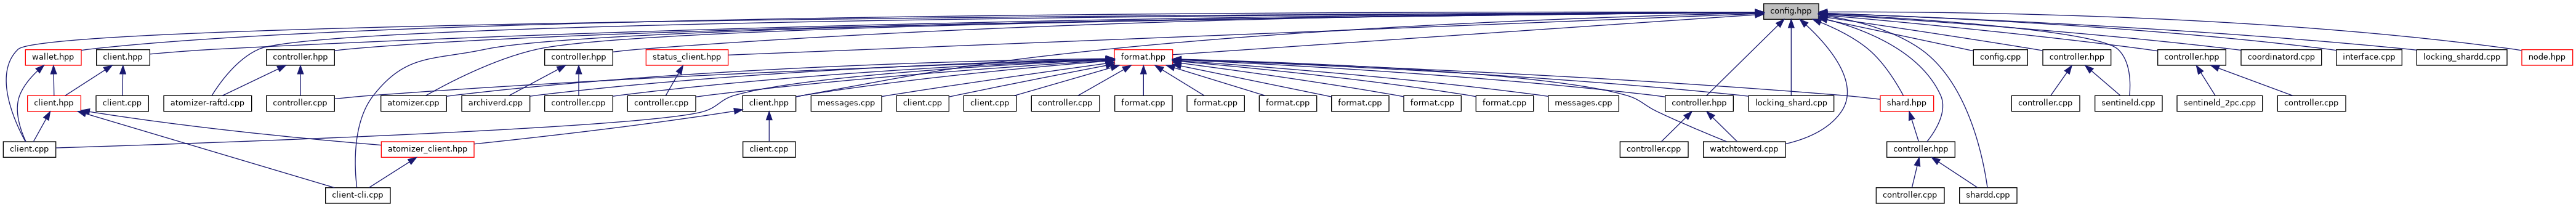 config.hpp
wallet.hpp
client.hpp
controller.hpp
controller.hpp
status_client.hpp
format.hpp
config.cpp
controller.hpp
controller.hpp
coordinatord.cpp
interface.cpp
locking_shardd.cpp
node.hpp
client.hpp
client.cpp
atomizer-raftd.cpp
controller.cpp
atomizer.cpp
archiverd.cpp
controller.cpp
controller.cpp
client.hpp
messages.cpp
client.cpp
client.cpp
controller.cpp
format.cpp
format.cpp
format.cpp
format.cpp
format.cpp
format.cpp
messages.cpp
controller.hpp
locking_shard.cpp
shard.hpp
controller.cpp
sentineld.cpp
sentineld_2pc.cpp
controller.cpp
client.cpp
atomizer_client.hpp
client.cpp
controller.cpp
watchtowerd.cpp
controller.hpp
client-cli.cpp
controller.cpp
shardd.cpp